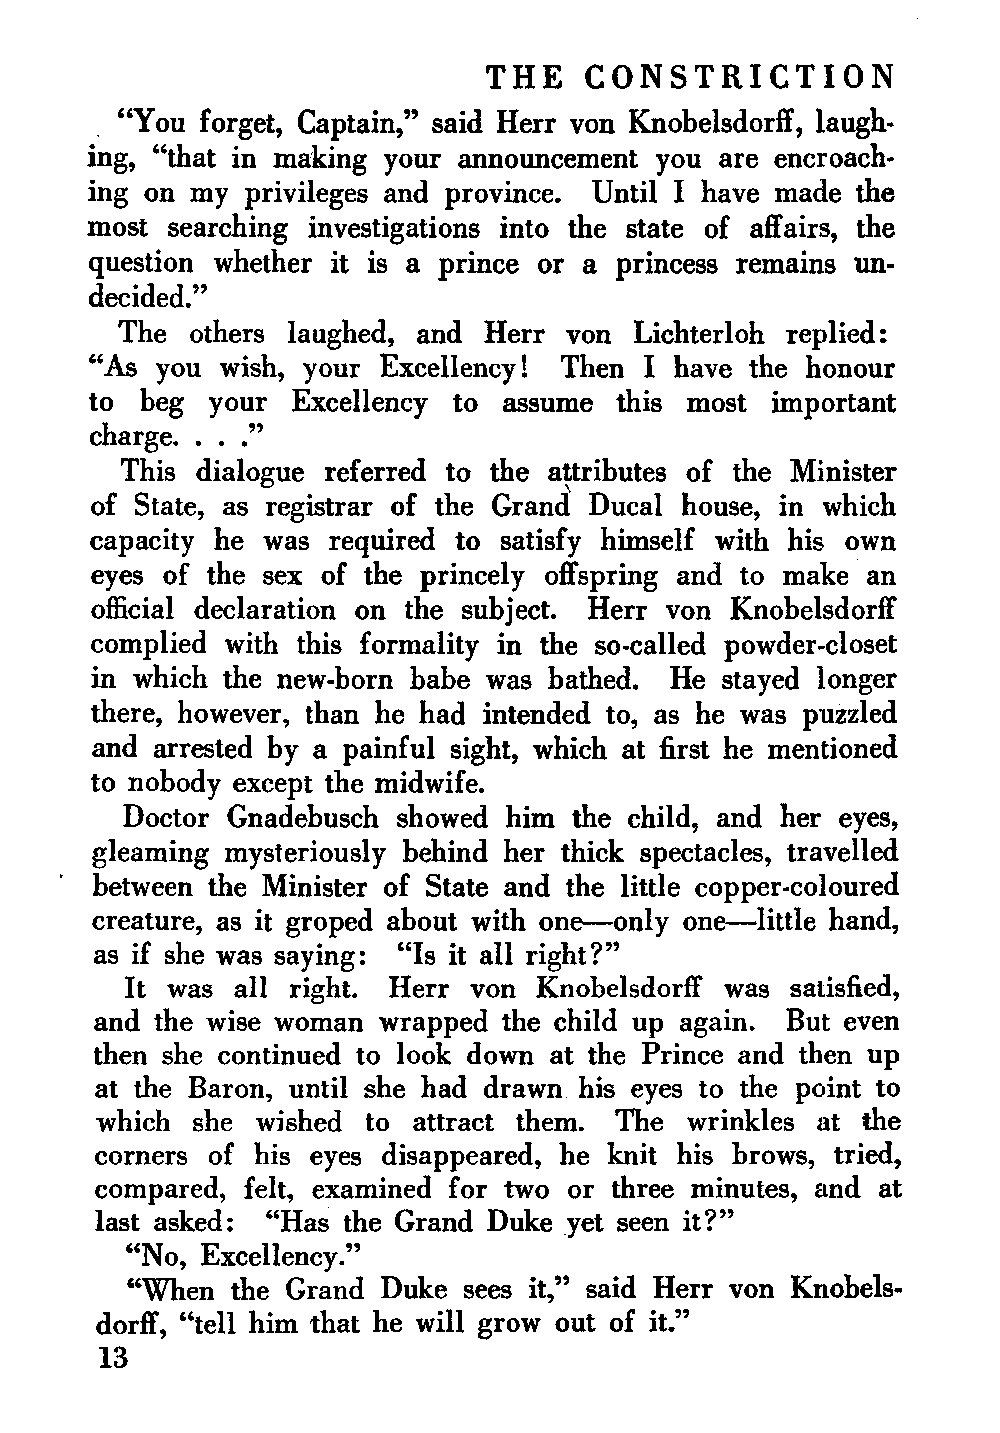 THE CONSTRICTION
“You forget, Captain,” said Herr von Knobelsdorff, laugh-
ing, “that in making your announcement you are encroach-
ing on my privileges and province. Until I have made the
most searching investigations into the state of affairs, the
question whether it is a prince or a princess remains un-
decided.”
The others laughed, and Herr von Lichterloh replied:
“As you wish, your Excellency! Then I have the honour
to beg your Excellency to assume this most important
charge. . . .”
This dialogue referred to the attributes of the Minister
of State, as registrar of the Grand Ducal house, in which
capacity he was required to satisfy himself with his own
eyes of the sex of the princely offspring and to make an
official declaration on the subject. Herr von Knobelsdorff
complied with this formality in the so-called powder-closet
in which the new-born babe was bathed. He stayed longer
there, however, than he had intended to, as he was puzzled
and arrested by a painful sight, which at first he mentioned
to nobody except the midwife.
Doctor Gnadebusch showed him the child, and her eyes,
gleaming mysteriously behind her thick spectacles, travelled
between the Minister of State and the little copper-coloured
creature, as it groped about with one—only one—little hand,
as if she was saying: “Is it all right?”
It was all right. Herr von Knobelsdorff was satisfied,
and the wise woman wrapped the child up again. But even
then she continued to look down at the Prince and then up
at the Baron, until she had drawn his eyes to the point to
which she wished to attract them. The wrinkles at the
corners of his eyes disappeared, he knit his brows, tried,
compared, felt, examined for two or three minutes, and at
last asked: “Has the Grand Duke yet seen it?”
“No, Excellency.”
“When the Grand Duke sees it,” said Herr von Knobels-
dorff, “tell him that he will grow out of it.”
13